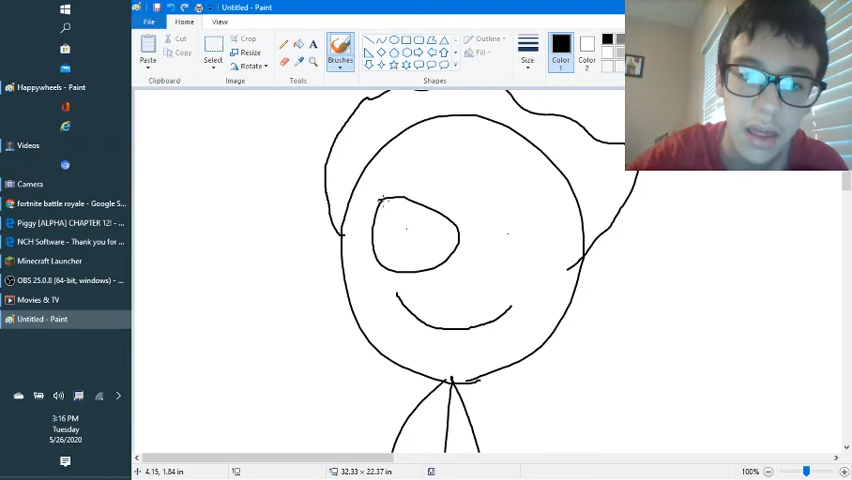 Untitled - Paint
File
Home
View
Paste
Cut
Copy
Clipboard
Select
Crop
Resize
Rotate
Image
A
Tools
Brushes
Outline
Fill
Shapes
Size
Color
1
Color
2
Happywheels - Paint
Videos
Camera
fortnite battle royale - Google S...
Piggy [ALPHA] CHAPTER 12! - Y...
NCH Software - Thank you for ...
Minecraft Launcher
OBS 25.0.8 (64-bit, windows) - ...
Movies & TV
Untitled - Paint
3:16 PM
Tuesday
5/26/2020
4.15, 1.84 in
32.33 × 22.37in
100%